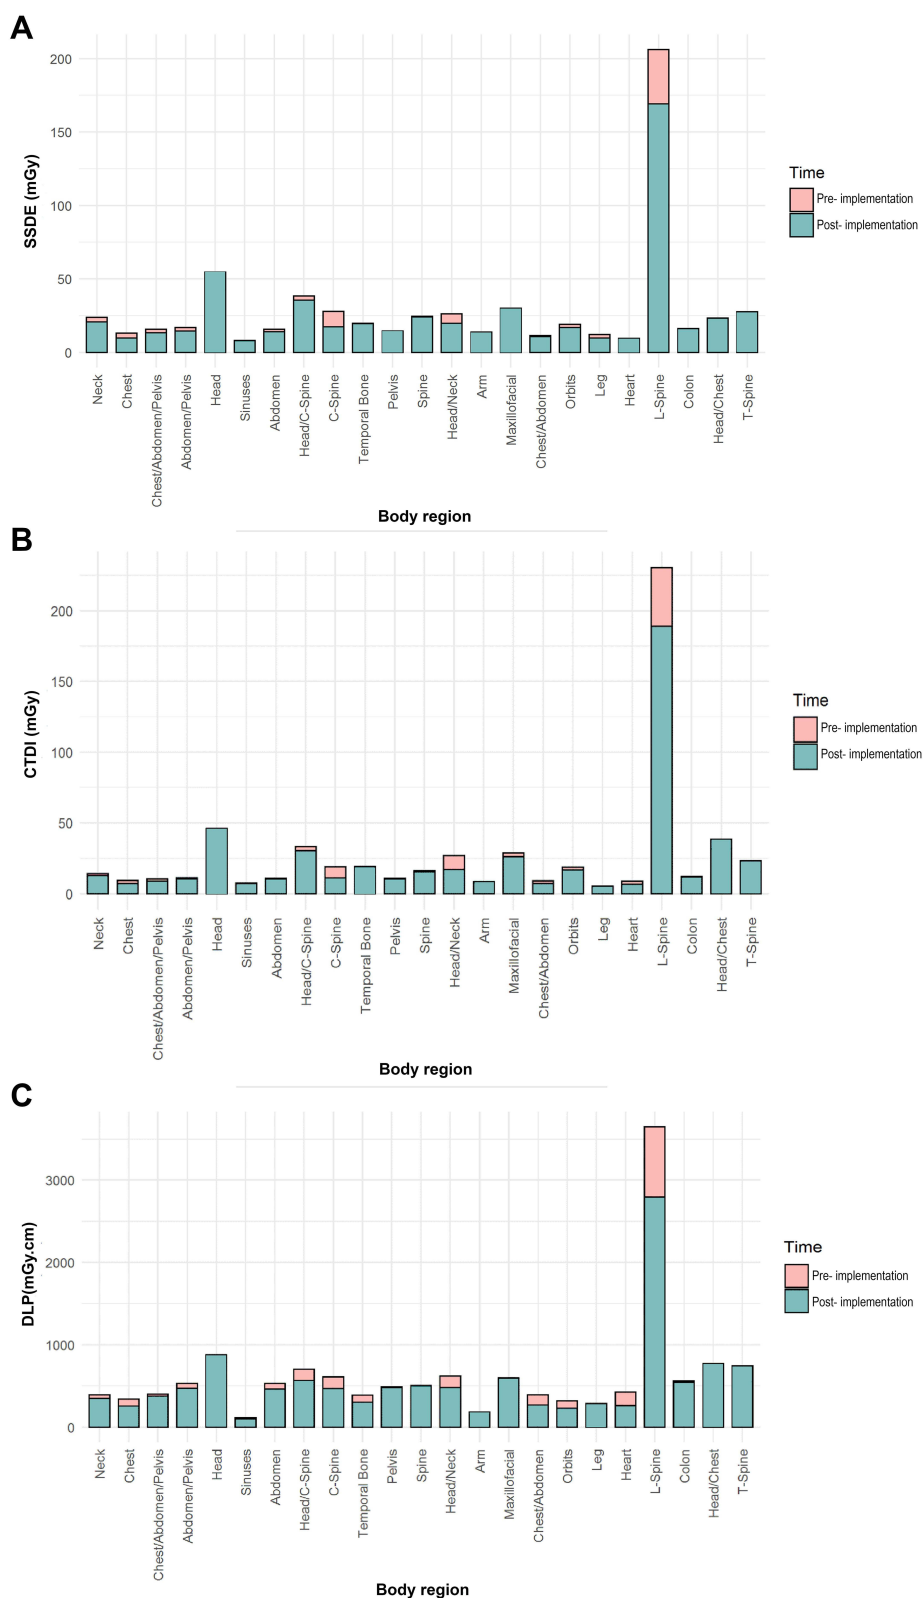 A
SSDE (mGy)
200
150
100
50
0
Neck
Chest
Chest/Abdomen/Pelvis
Abdomen/Pelvis
Head
Sinuses
Abdomen
Head/C-Spine
C-Spine
Temporal Bone
Pelvis
Spine
Head/Neck
Arm
Maxillofacial
Chest/Abdomen
Orbits
Leg
Heart
L-Spine
Colon
Head/Chest
T-Spine
Body region
Time
Pre- implementation
Post- implementation
B
CTDI (mGy)
200
150
100
50
0
Neck
Chest
Chest/Abdomen/Pelvis
Abdomen/Pelvis
Head
Sinuses
Abdomen
Head/C-Spine
C-Spine
Temporal Bone
Pelvis
Spine
Head/Neck
Arm
Maxillofacial
Chest/Abdomen
Orbits
Leg
Heart
L-Spine
Colon
Head/Chest
T-Spine
Body region
Time
Pre- implementation
Post- implementation
C
DLP(mGy.cm)
3000
2000
1000
0
Neck
Chest
Chest/Abdomen/Pelvis
Abdomen/Pelvis
Head
Sinuses
Abdomen
Head/C-Spine
C-Spine
Temporal Bone
Pelvis
Spine
Head/Neck
Arm
Maxillofacial
Chest/Abdomen
Orbits
Leg
Heart
L-Spine
Colon
Head/Chest
T-Spine
Body region
Time
Pre- implementation
Post- implementation